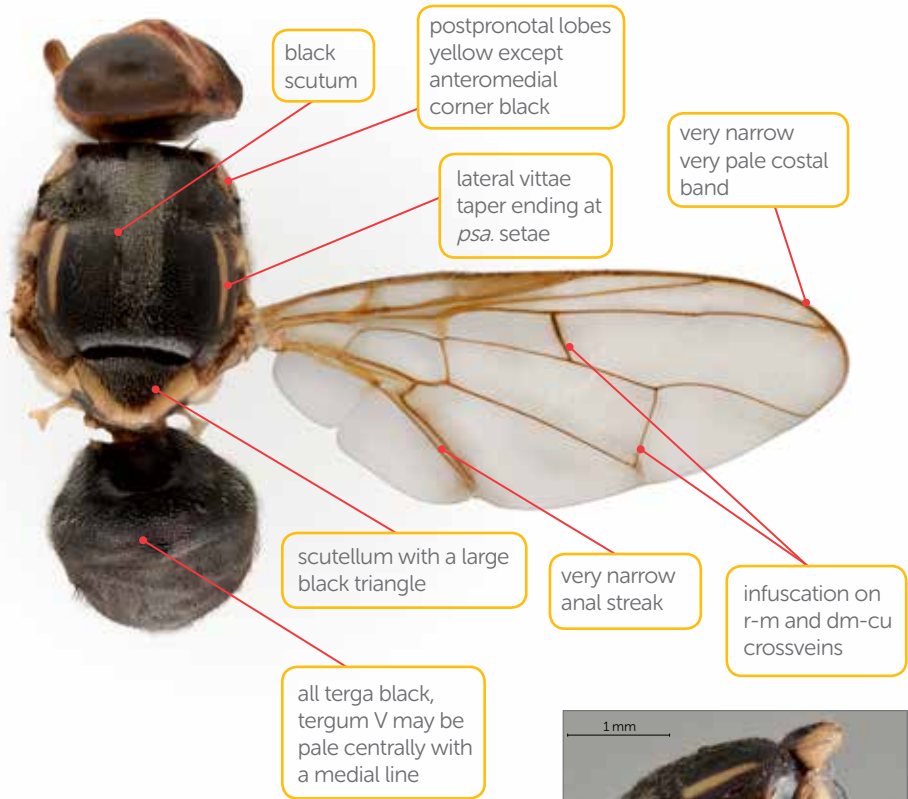 black
scutum
postpronotal lobes
yellow except
anteromedial
corner black
very narrow
very pale costal
band
lateral vittae
taper ending at
psa. setae
scutellum with a large
black triangle
very narrow
anal streak
infuscation on
r-m and dm-cu
crossveins
all terga black,
tergum V may be
pale centrally with
a medial line
1 mm